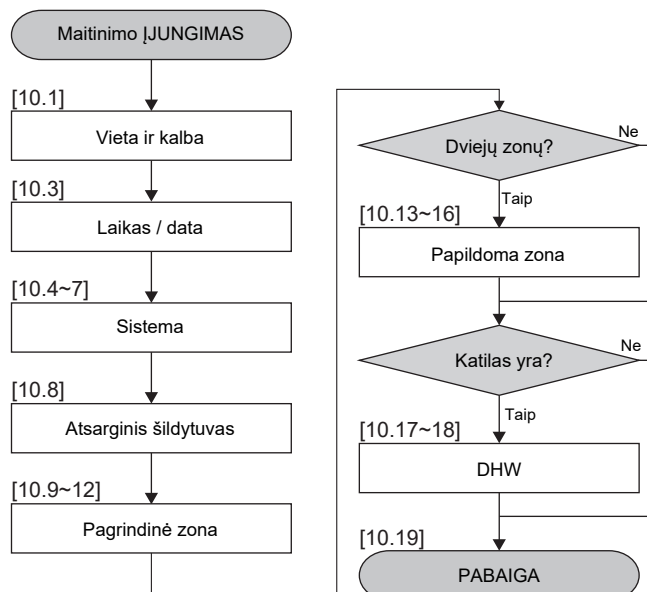 Maitinimo ĮJUNGIMAS
[10.1]
Vieta ir kalba
[10.3]
Laikas / data
[10.4~7]
Sistema
[10.8]
Atsarginis šildytuvas
[10.9~12]
Pagrindinė zona
Dviejų zonų?
Ne
Taip
[10.13~16]
Papildoma zona
Katilas yra?
Ne
Taip
[10.17~18]
DHW
[10.19]
PABAIGA